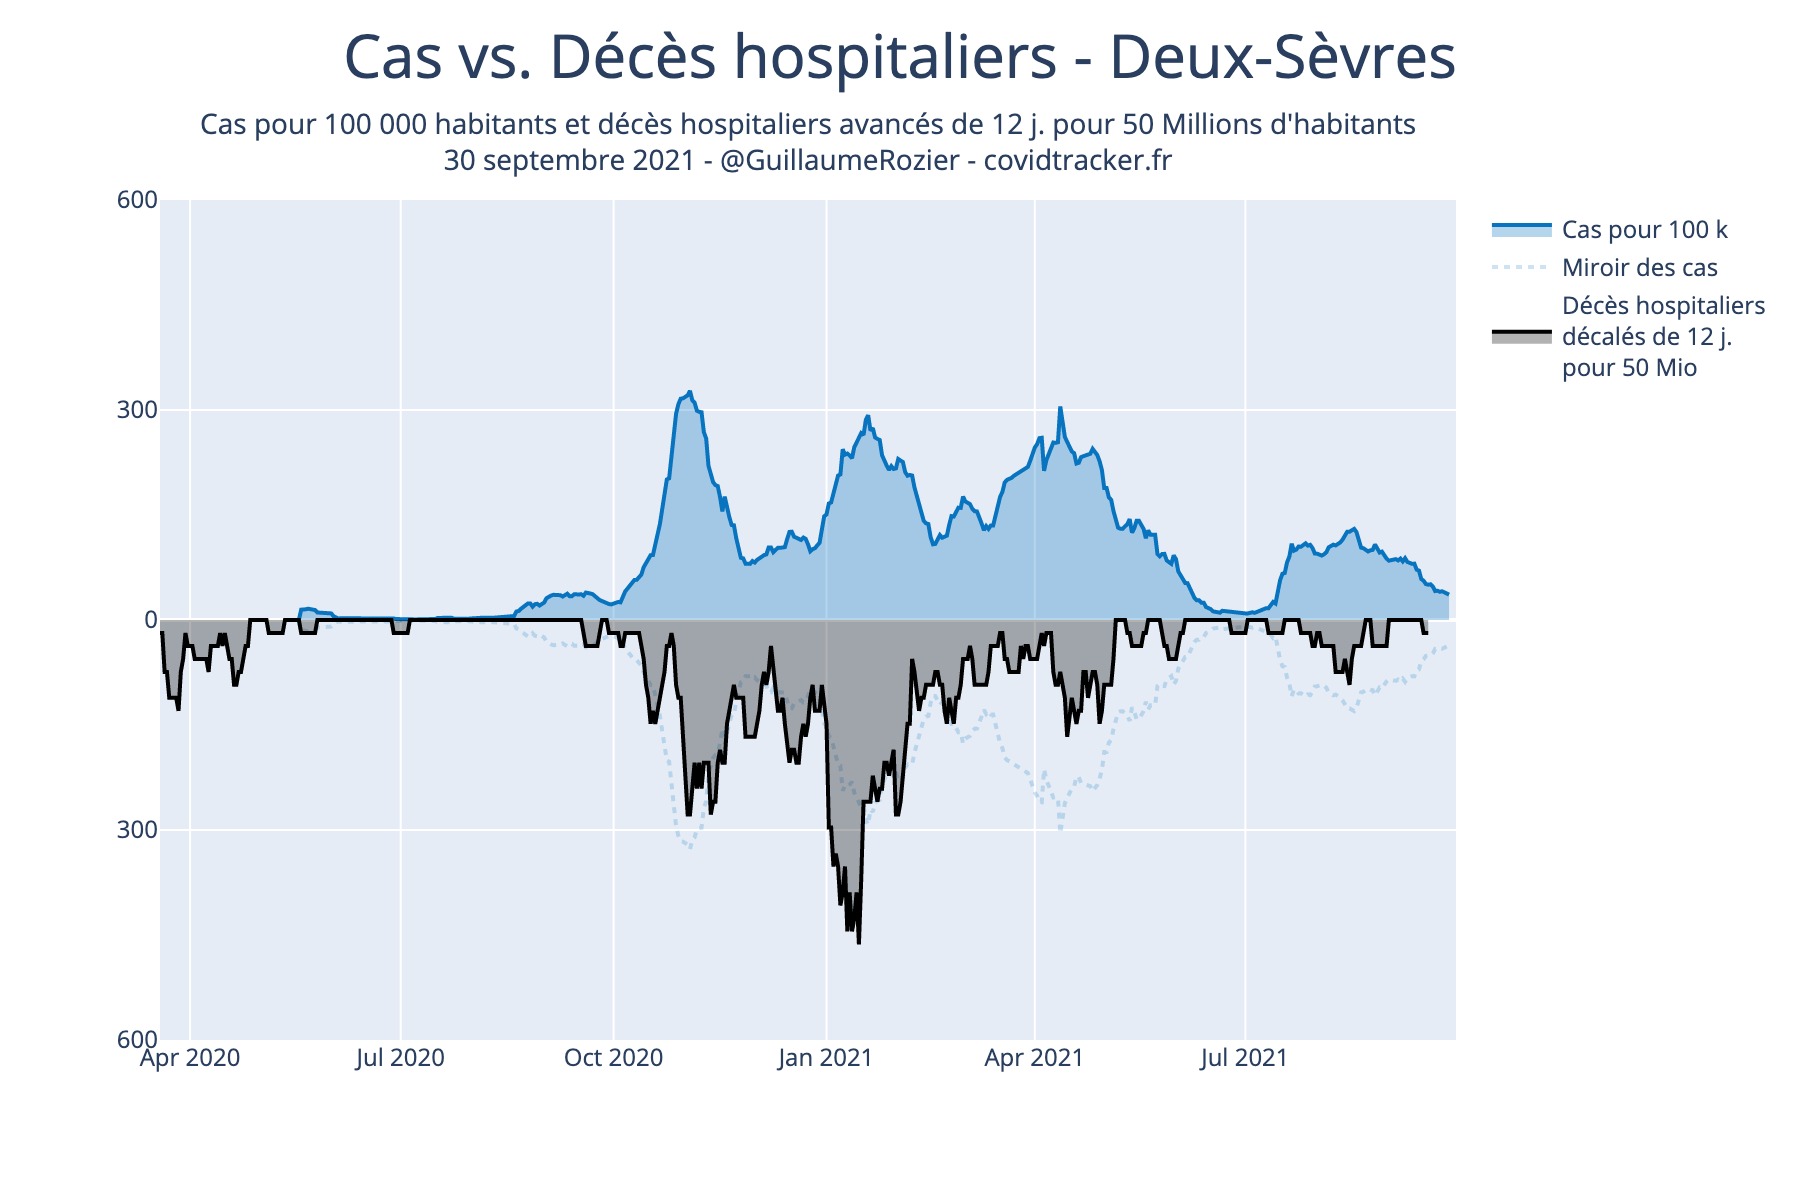 Cas vs. Décès hospitaliers - Deux-Sèvres
Cas pour 100 000 habitants et décès hospitaliers avancés de 12 j. pour 50 Millions d'habitants
30 septembre 2021 - @GuillaumeRozier - covidtracker.fr
600
300
0
300
600
Apr 2020
Jul 2020
Oct 2020
Jan 2021
Apr 2021
Jul 2021
Cas pour 100 k
Miroir des cas
Décès hospitaliers
décalés de 12 j.
pour 50 Mio